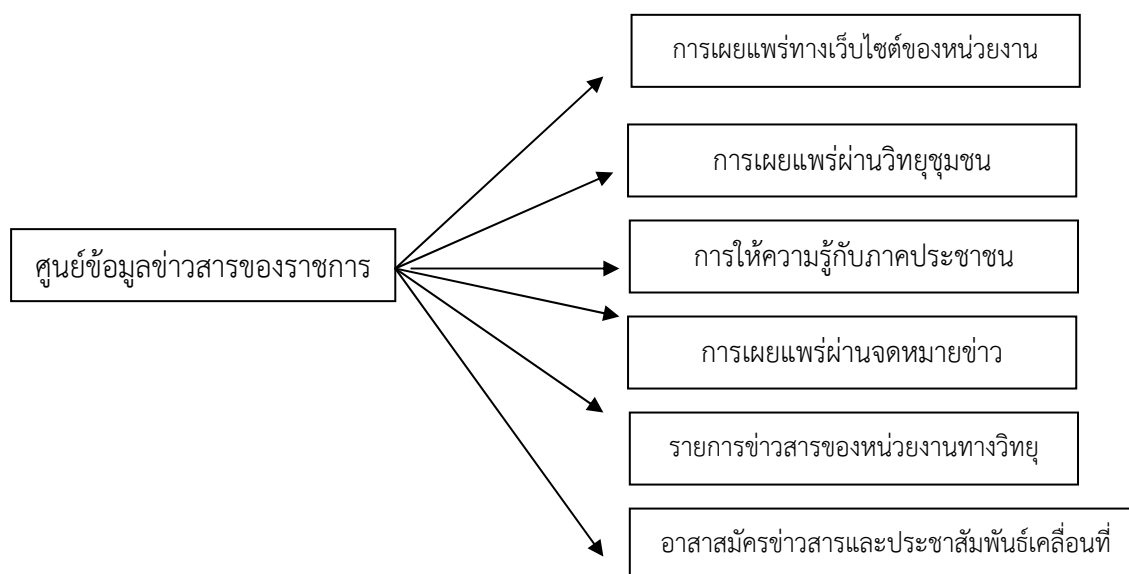 การเผยแพร่ทางเว็บไซต์ของหน่วยงาน
การเผยแพร่ผ่านวิทยุชุมชน
ศูนย์ข้อมูลข่าวสารของราชการ
การให้ความรู้กับภาคประชาชน
การเผยแพร่ผ่านจดหมายข่าว
รายการข่าวสารของหน่วยงานทางวิทยุ
อาสาสมัครข่าวสารและประชาสัมพันธ์เคลื่อนที่